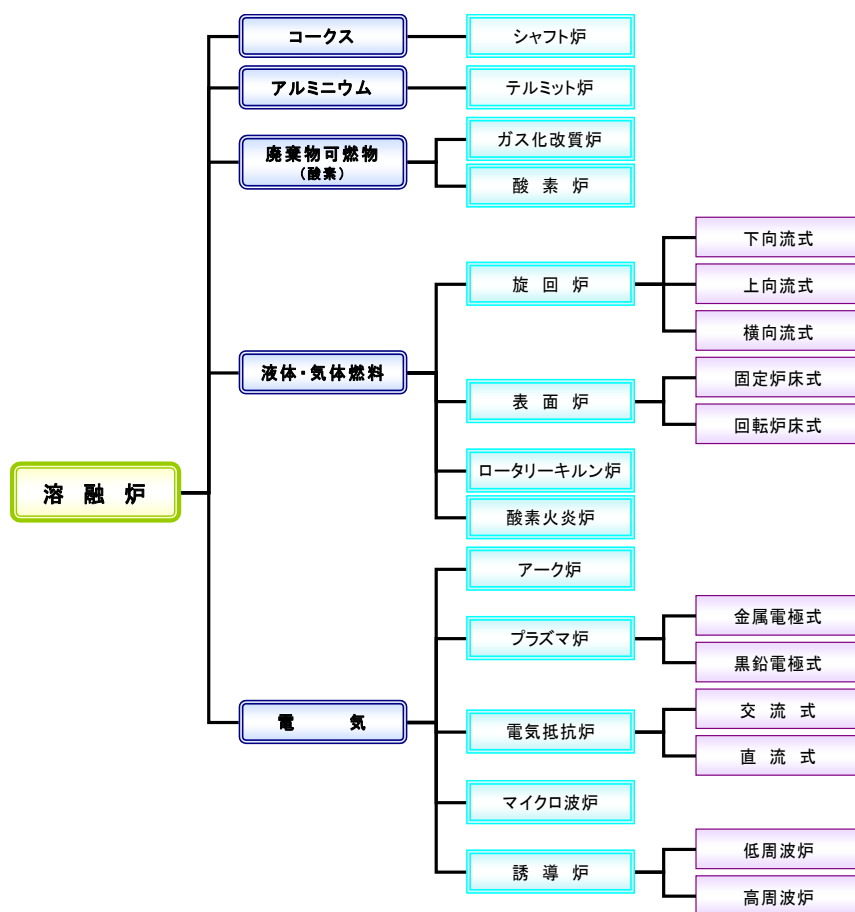 コークス
シャフト炉
アルミニウム
テルミット炉
廃棄物可燃物
(酸素)
ガス化改質炉
酸素炉
下向流式
旋回炉
上向流式
横向流式
液体・気体燃料
固定炉床式
表面炉
回転炉床式
ロータリーキルン炉
溶融炉
酸素火炎炉
アーク炉
金属電極式
プラズマ炉
黒鉛電極式
電気
交流式
電気抵抗炉
直流式
マイクロ波炉
低周波炉
誘導炉
高周波炉